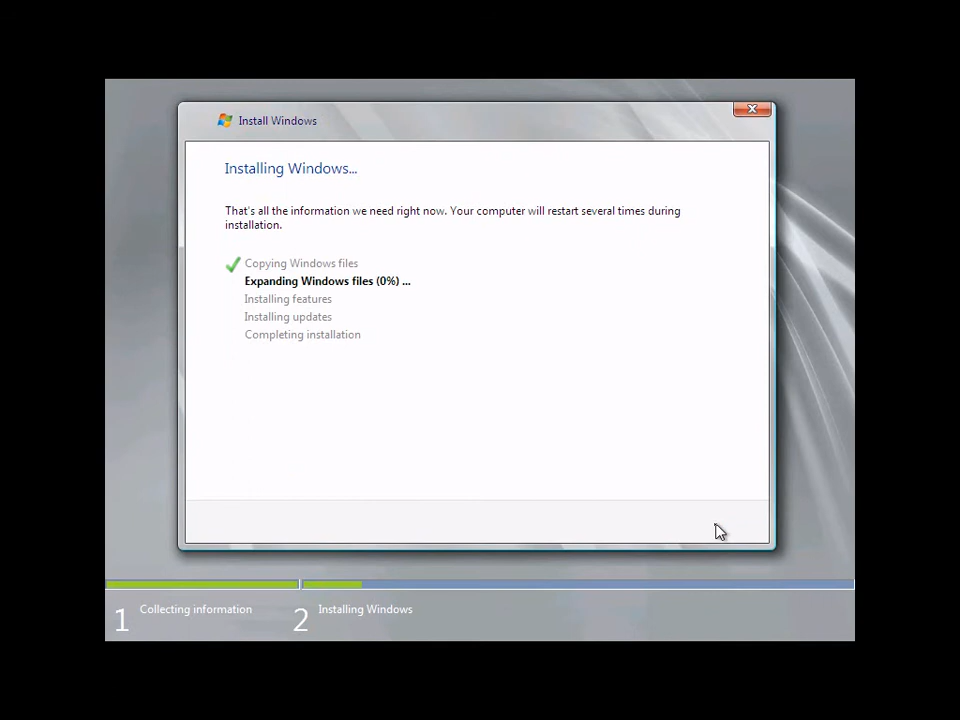 Install Windows
Installing Windows...
That's all the information we need right now. Your computer will restart several times during
installation.
Copying Windows files
Expanding Windows files (0%) ...
Installing features
Installing updates
Completing installation
1 Collecting information
2 Installing Windows